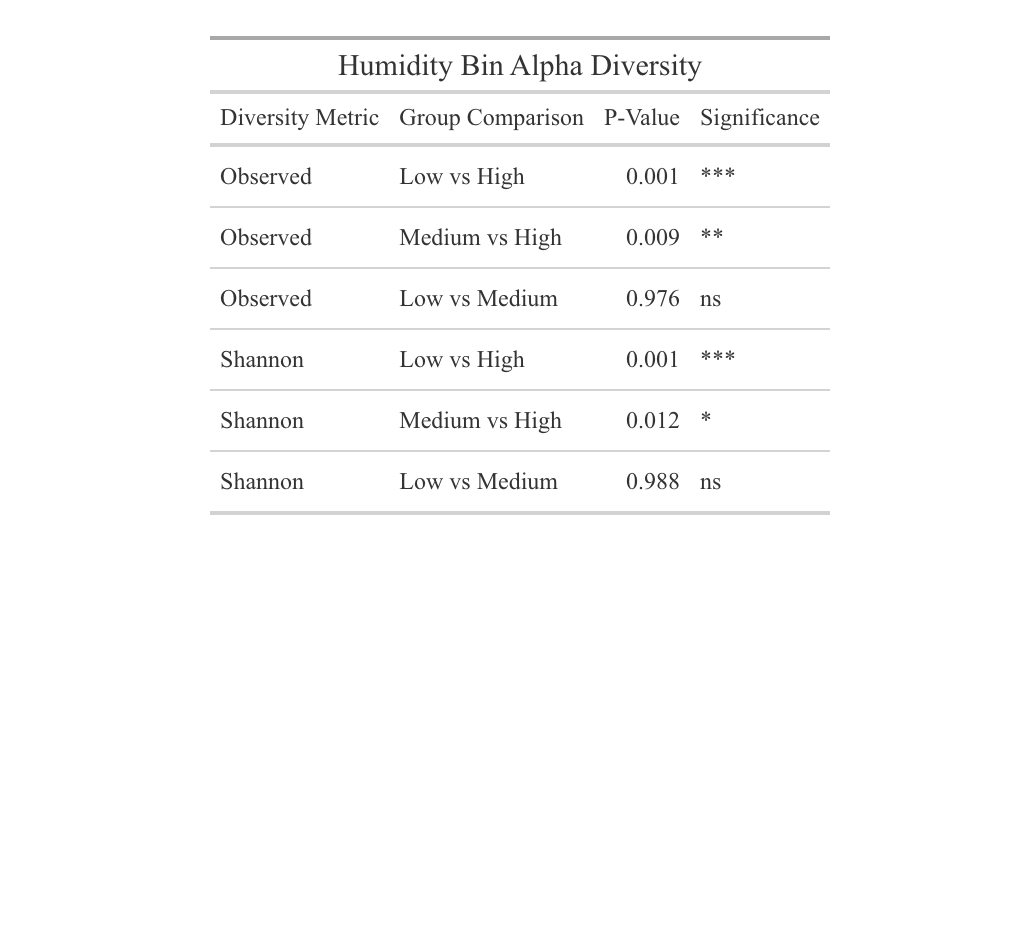 Humidity Bin Alpha Diversity
Diversity Metric Group Comparison P-Value Significance
Observed Low vs High 0.001 ***
Observed Medium vs High 0.009 **
Observed Low vs Medium 0.976 ns
Shannon Low vs High 0.001 ***
Shannon Medium vs High 0.012 *
Shannon Low vs Medium 0.988 ns